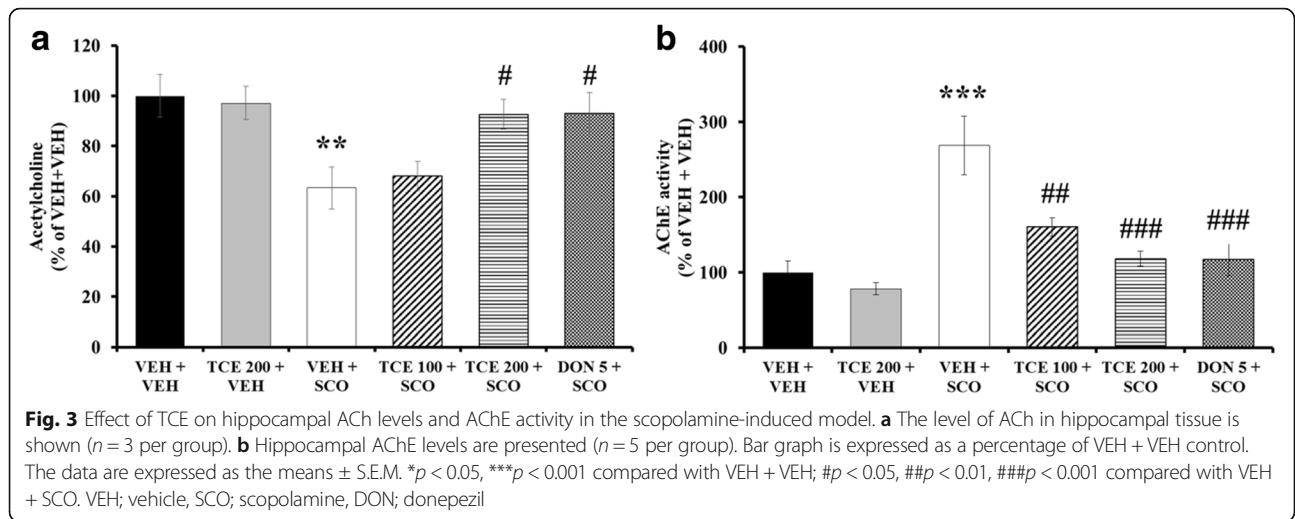 a
Acetylcholine
(% of VEH+VEH)
120
100
80
60
40
20
0
**
#
#
VEH +
VEH
TCE 200 +
VEH
VEH +
SCO
TCE 100 +
SCO
TCE 200 +
SCO
DON 5 +
SCO
b
AChE activity
(% of VEH + VEH)
400
300
200
100
0
***
##
###
###
VEH +
VEH
TCE 200 +
VEH
VEH +
SCO
TCE 100 +
SCO
TCE 200 +
SCO
DON 5 +
SCO
Fig. 3 Effect of TCE on hippocampal ACh levels and AChE activity in the scopolamine-induced model. a The level of ACh in hippocampal tissue is
shown (n = 3 per group). b Hippocampal AChE levels are presented (n = 5 per group). Bar graph is expressed as a percentage of VEH + VEH control.
The data are expressed as the means ± S.E.M. *p < 0.05, ***p < 0.001 compared with VEH + VEH; #p < 0.05, ##p < 0.01, ###p < 0.001 compared with VEH
+ SCO. VEH; vehicle, SCO; scopolamine, DON; donepezil